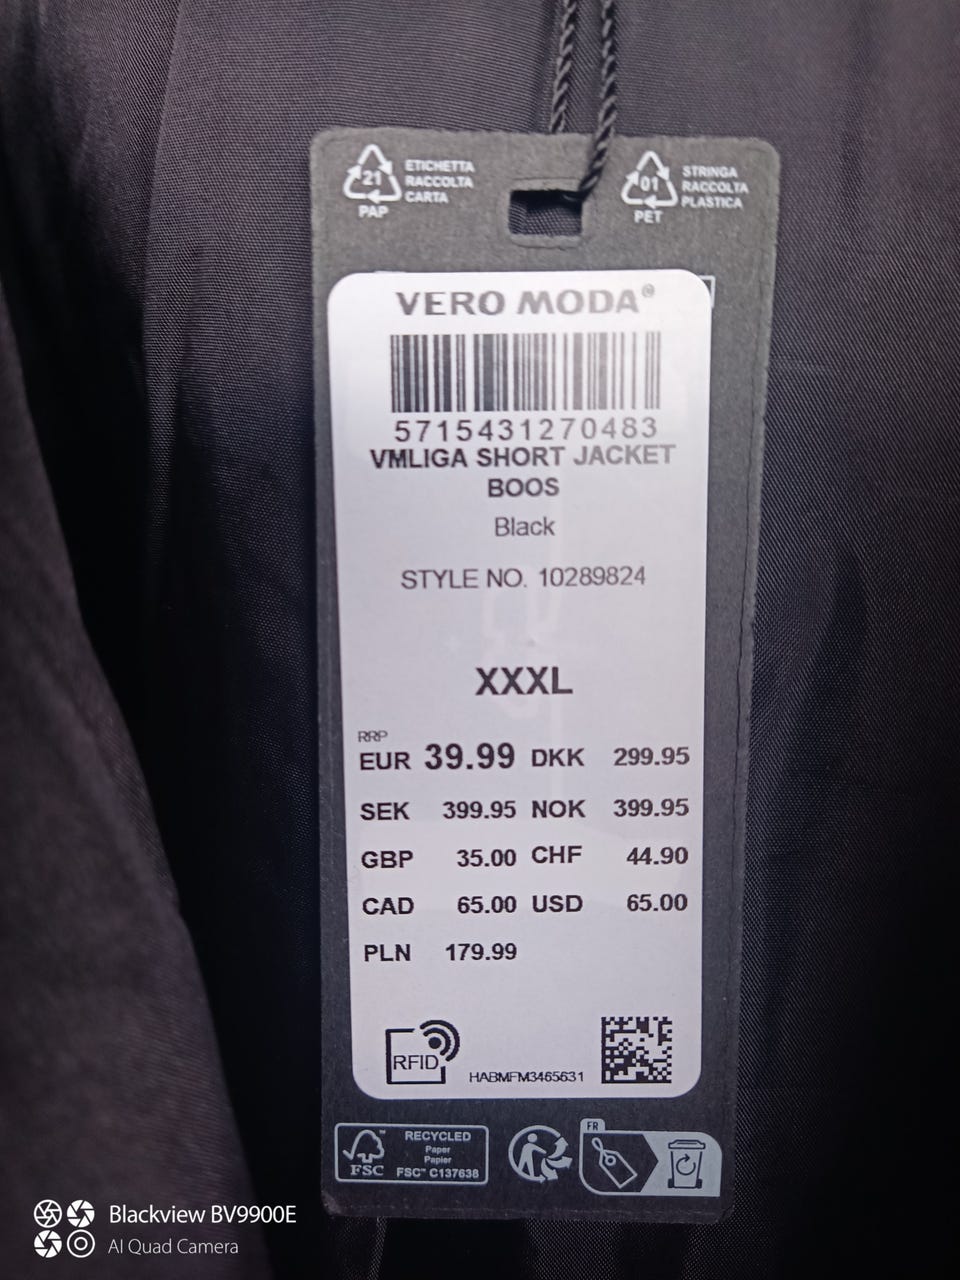 21
PAP
ETICHETTA
RACCOLTA
CARTA
01
PET
STRINGA
RACCOLTA
PLASTICA
VERO MODA®
5715431270483
VMLIGA SHORT JACKET
BOOS
Black
STYLE NO. 10289824
XXXL
RRP
EUR 39.99 DKK 299.95
SEK 399.95 NOK 399.95
GBP 35.00 CHF 44.90
CAD 65.00 USD 65.00
PLN 179.99
RFID
HABMFM3465631
FSC™
RECYCLED
Paper
Papier
FSC™ C137638
FR
Blackview BV9900E
AI Quad Camera